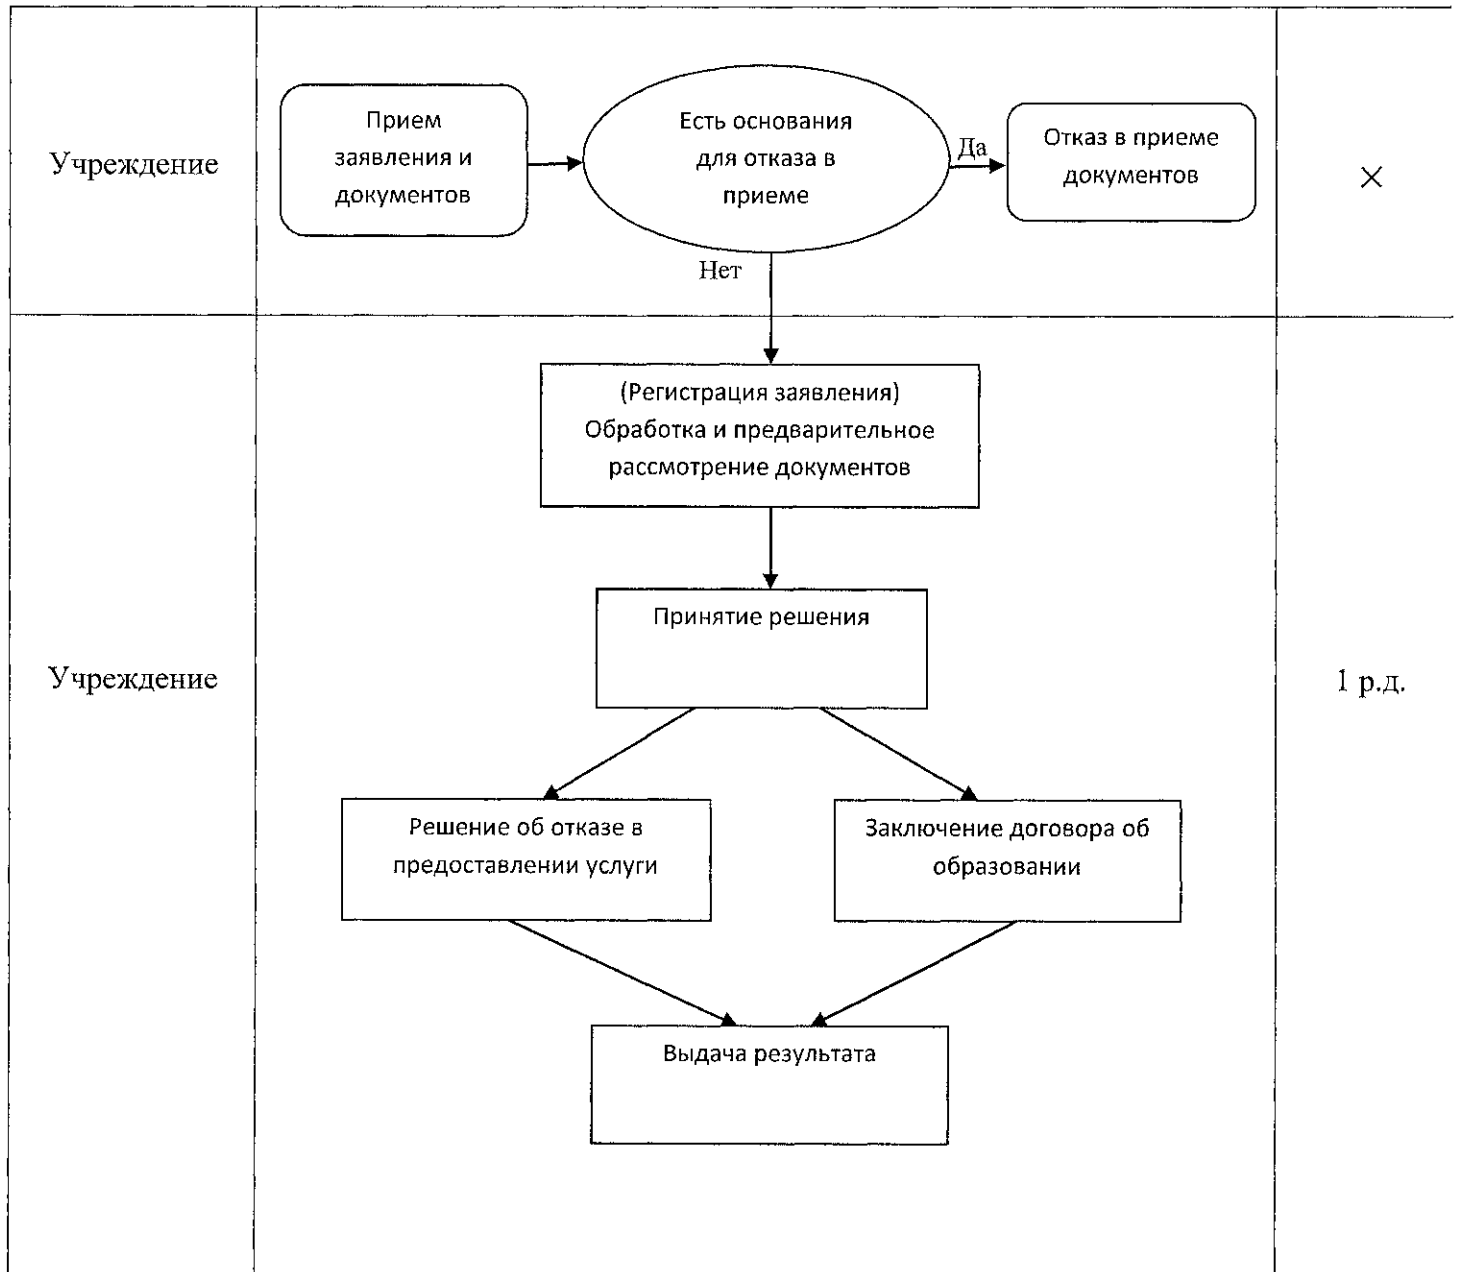 Учреждение
Прием
заявления и
документов
Есть основания
для отказа в
приеме
Да
Отказ в приеме
документов
×
Нет
(Регистрация заявления)
Обработка и предварительное
рассмотрение документов
Принятие решения
Учреждение
1 р.д.
Решение об отказе в
предоставлении услуги
Заключение договора об
образовании
Выдача результата